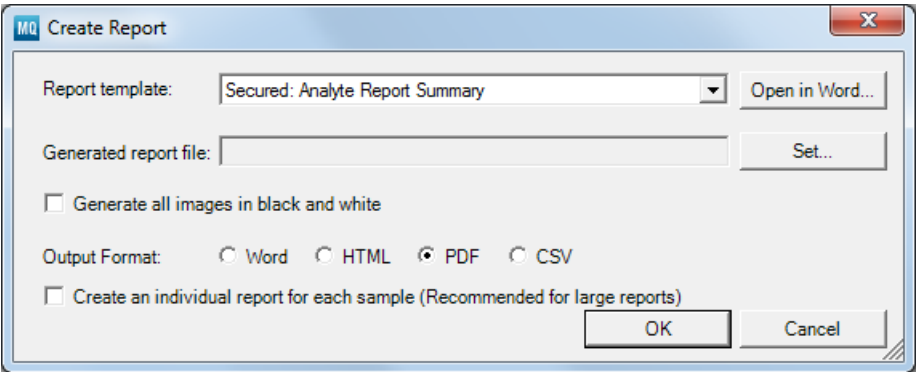 MQ Create Report
Report template: Secured: Analyte Report Summary Open in Word...
Generated report file: Set...
Generate all images in black and white
Output Format: Word HTML PDF CSV
Create an individual report for each sample (Recommended for large reports)
OK Cancel